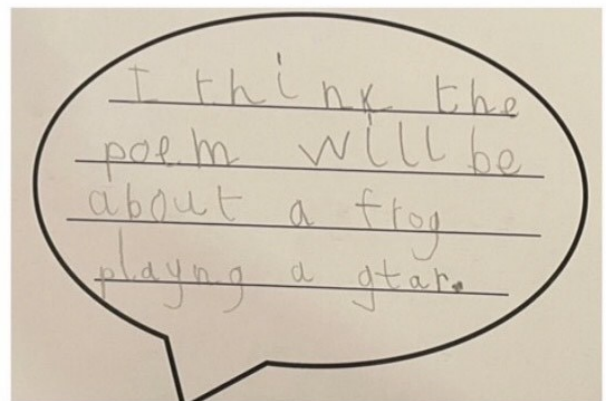 I think the
poem will be
about a frog
playng a gtar.